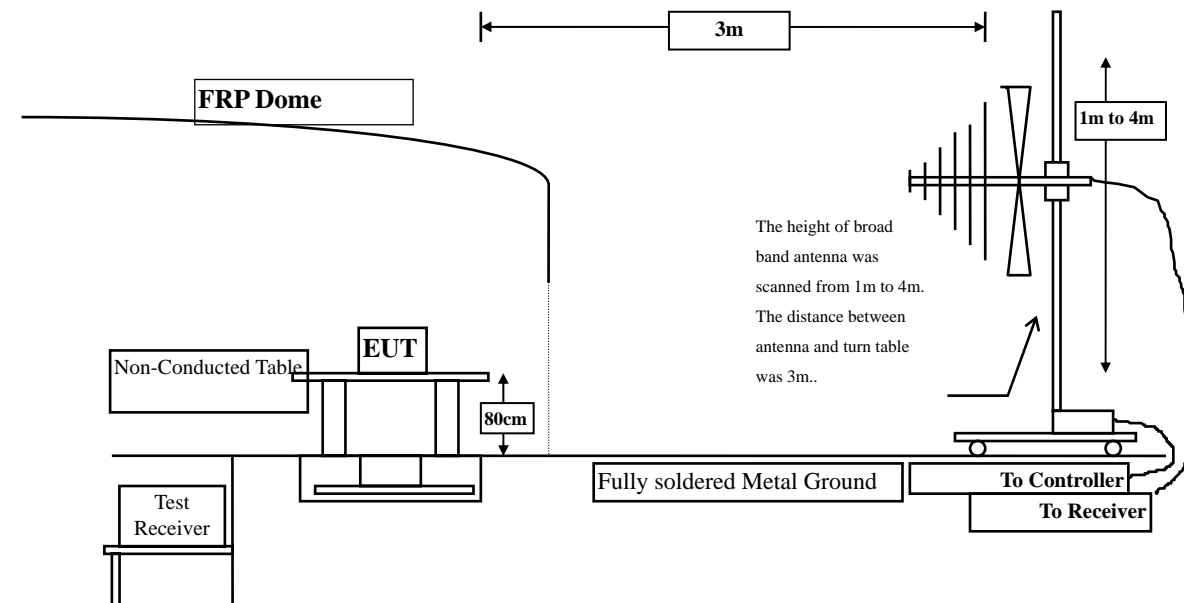 3m
FRP Dome
1m to 4m
The height of broad
band antenna was
scanned from 1m to 4m.
The distance between
antenna and turn table
was 3m..
EUT
Non-Conducted Table
80cm
Fully soldered Metal Ground
To Controller
To Receiver
Test
Receiver